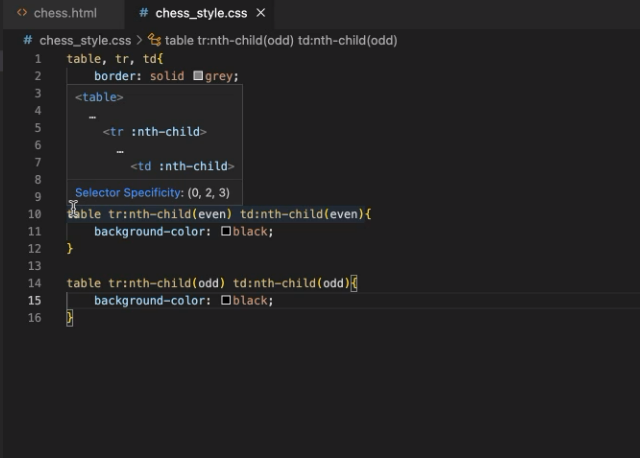 <> chess.html
# chess_style.css ×
# chess_style.css > table tr:nth-child(odd) td:nth-child(odd)
1 table, tr, td{
2 border: solid grey;
3 <table>
4 …
5 <tr :nth-child>
6 …
7 <td :nth-child>
8
9 Selector Specificity: (0, 2, 3)
10 table tr:nth-child(even) td:nth-child(even){
11 background-color: black;
12 }
13
14 table tr:nth-child(odd) td:nth-child(odd){
15 background-color: black;
16 }